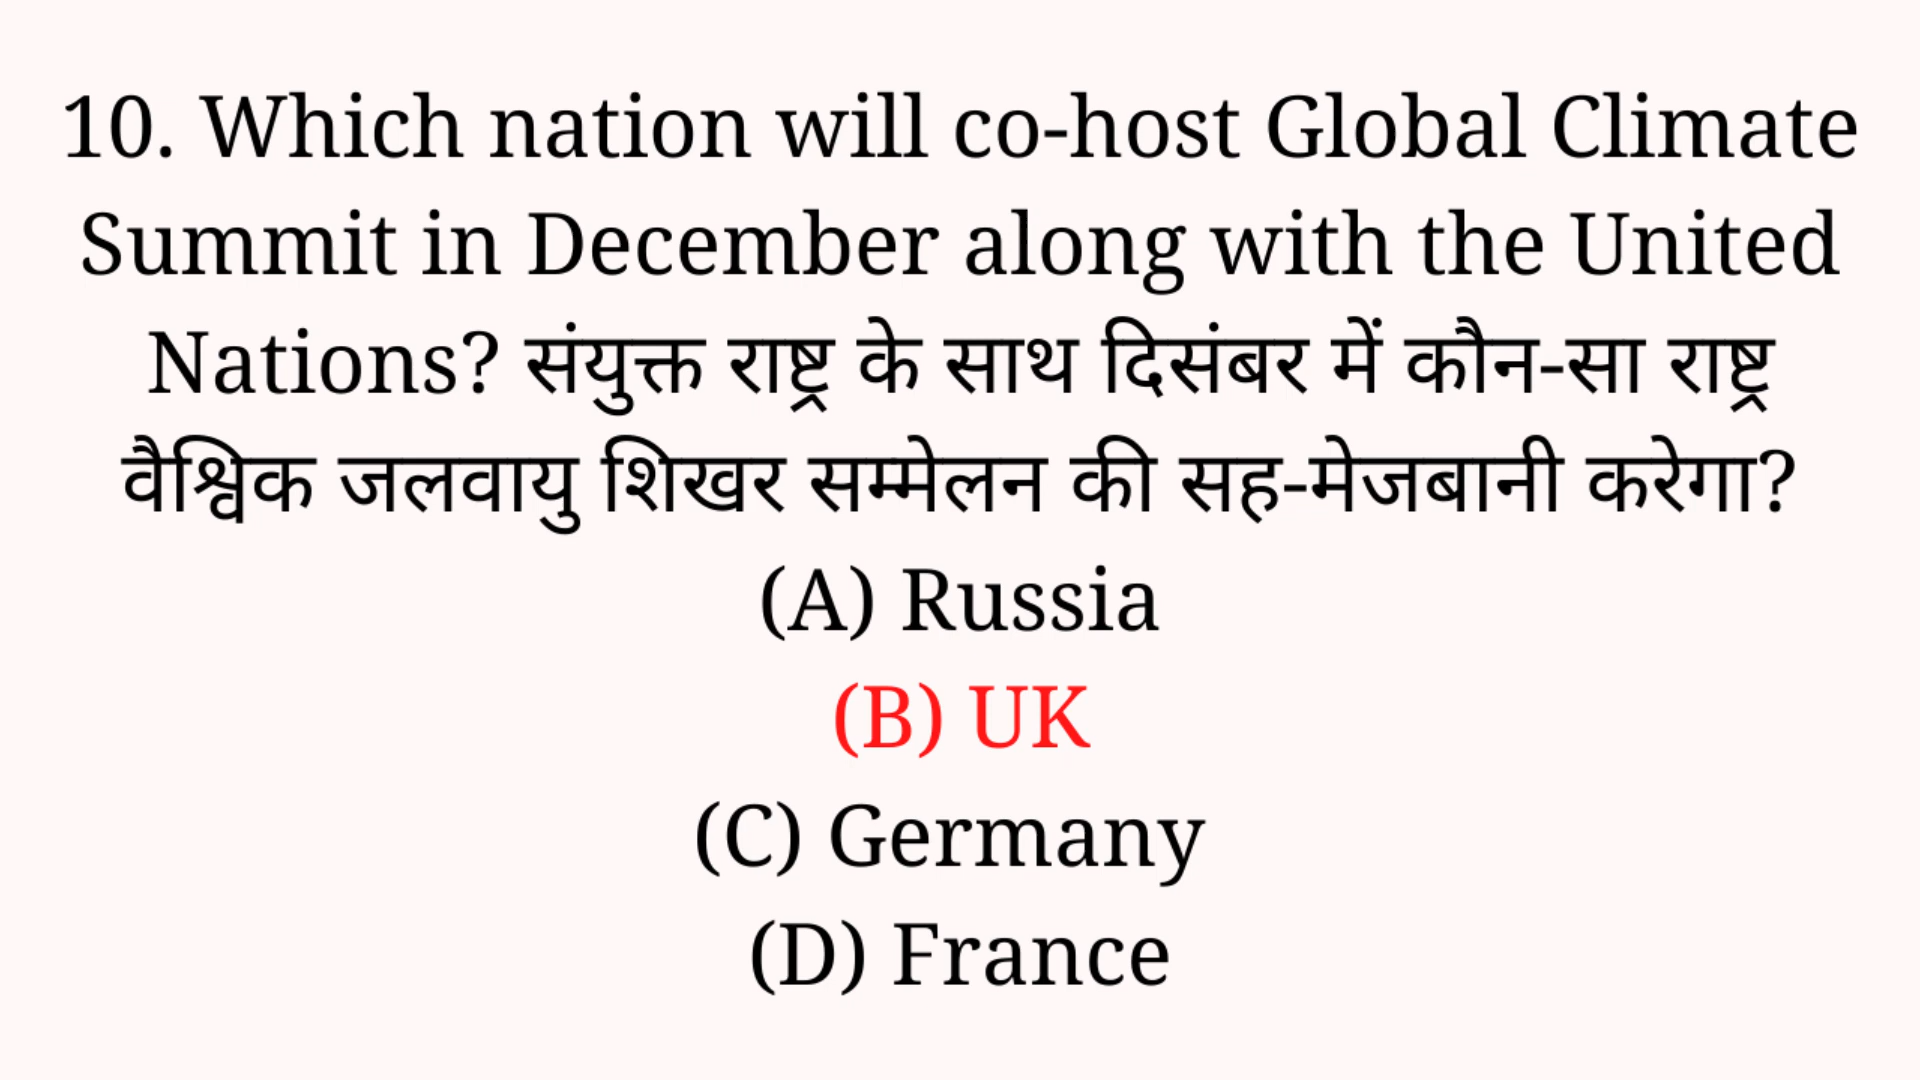 10. Which nation will co-host Global Climate
Summit in December along with the United
Nations? संयुक्त राष्ट्र के साथ दिसंबर में कौन-सा राष्ट्र
वैश्विक जलवायु शिखर सम्मेलन की सह-मेजबानी करेगा?
(A) Russia
(B) UK
(C) Germany
(D) France